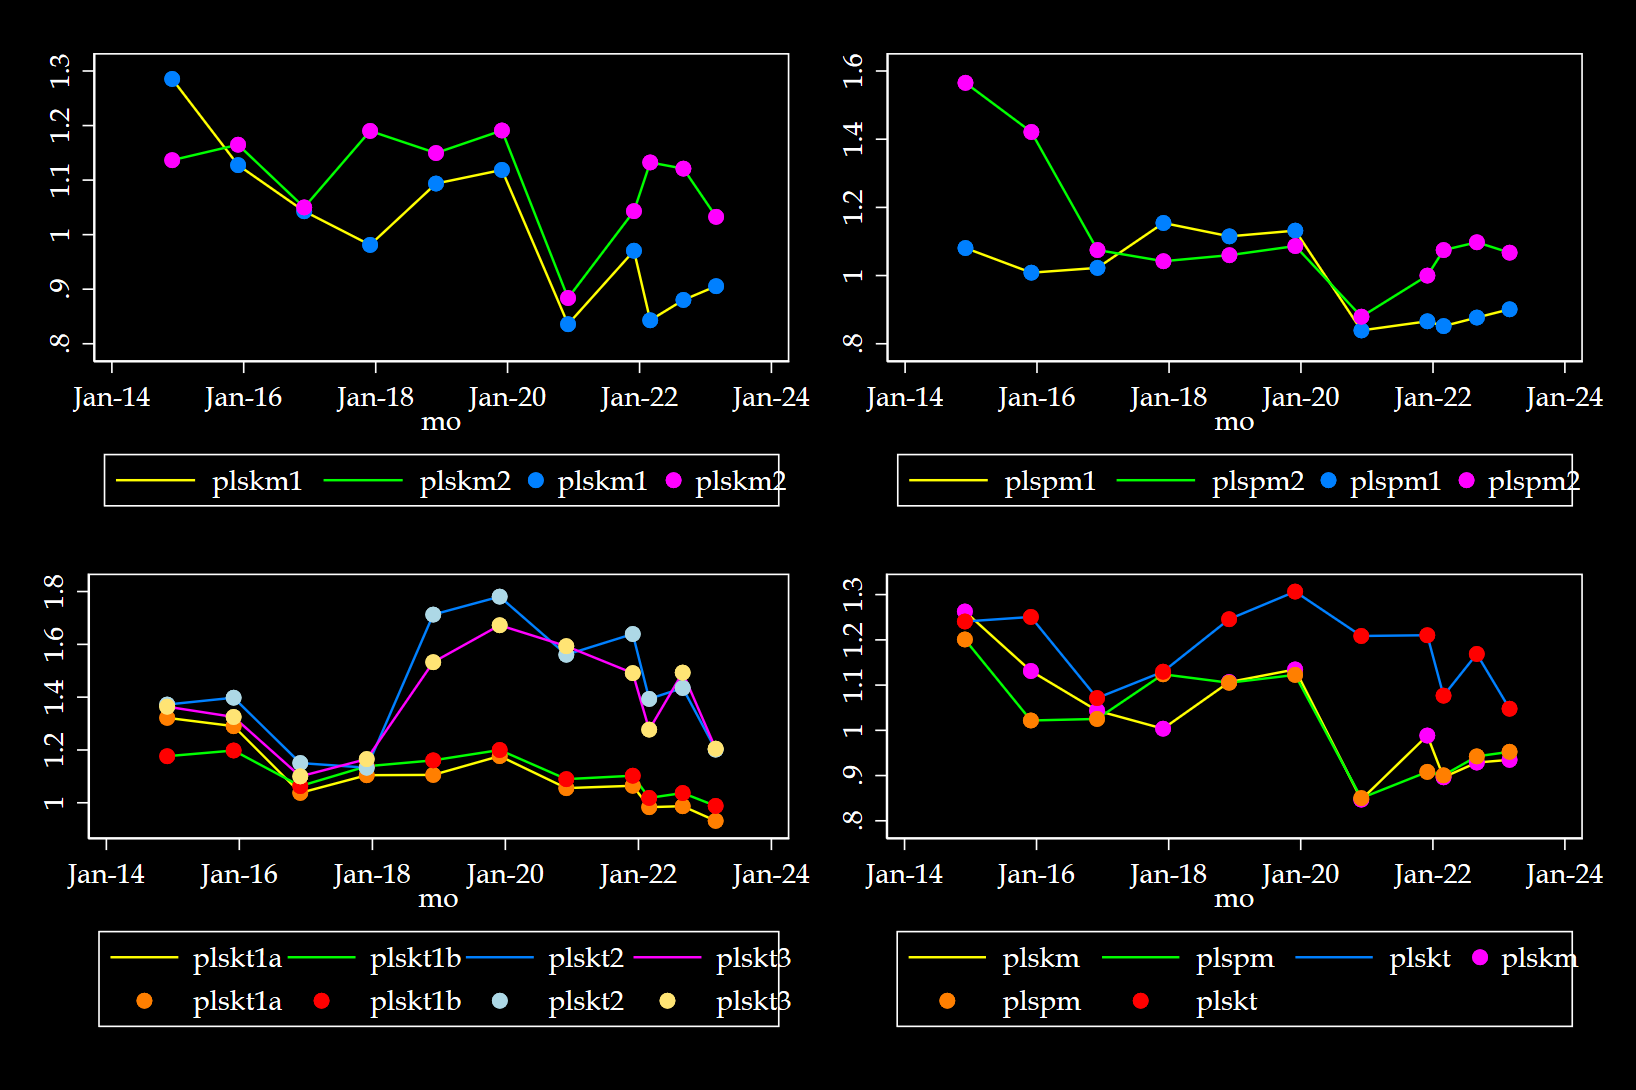 1.3
1.2
1.1
1
.9
.8
Jan-14 Jan-16 Jan-18 Jan-20 Jan-22 Jan-24
mo
plskm1 plskm2 plskm1 plskm2
1.6
1.4
1.2
1
.8
Jan-14 Jan-16 Jan-18 Jan-20 Jan-22 Jan-24
mo
plspm1 plspm2 plspm1 plspm2
1.8
1.6
1.4
1.2
1
Jan-14 Jan-16 Jan-18 Jan-20 Jan-22 Jan-24
mo
plskt1a plskt1b plskt2 plskt3
plskt1a plskt1b plskt2 plskt3
1.3
1.2
1.1
1
.9
.8
Jan-14 Jan-16 Jan-18 Jan-20 Jan-22 Jan-24
mo
plskm plspm plskt plskm
plspm plskt